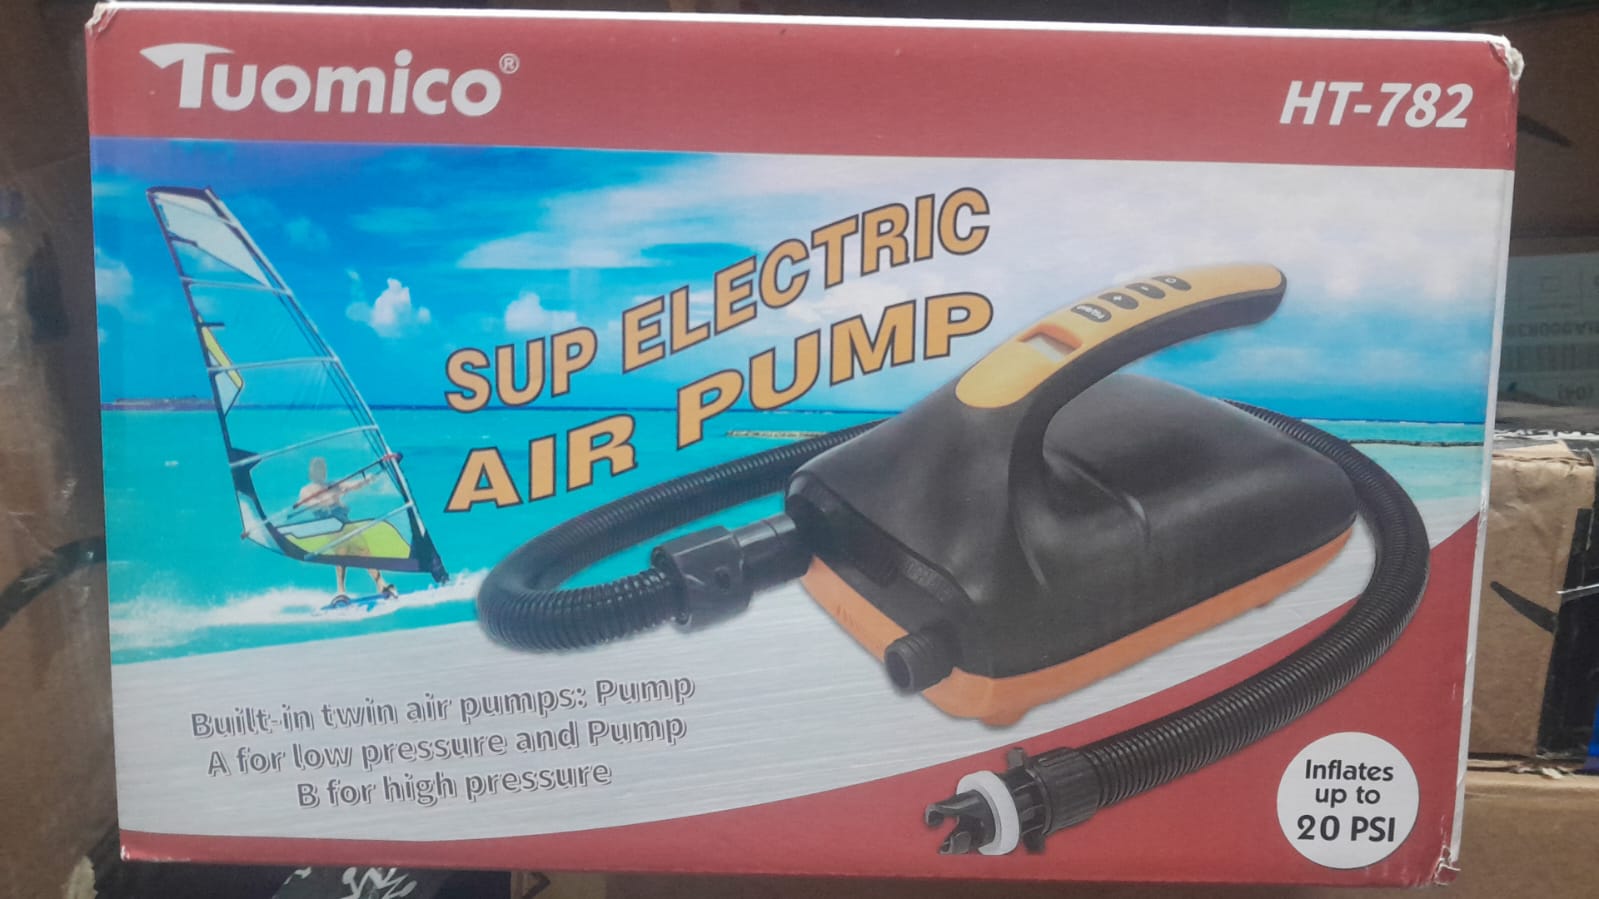 Tuomico®
HT-782
SUP ELECTRIC
AIR PUMP
Built-in twin air pumps: Pump
A for low pressure and Pump
B for high pressure
Inflates
up to
20 PSI